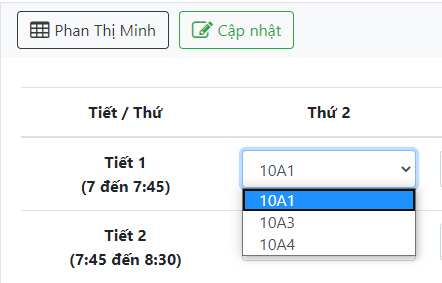 Phan Thị Minh
Cập nhật
Tiết / Thứ
Thứ 2
Tiết 1
(7 đến 7:45)
10A1
10A1
10A3
10A4
Tiết 2
(7:45 đến 8:30)